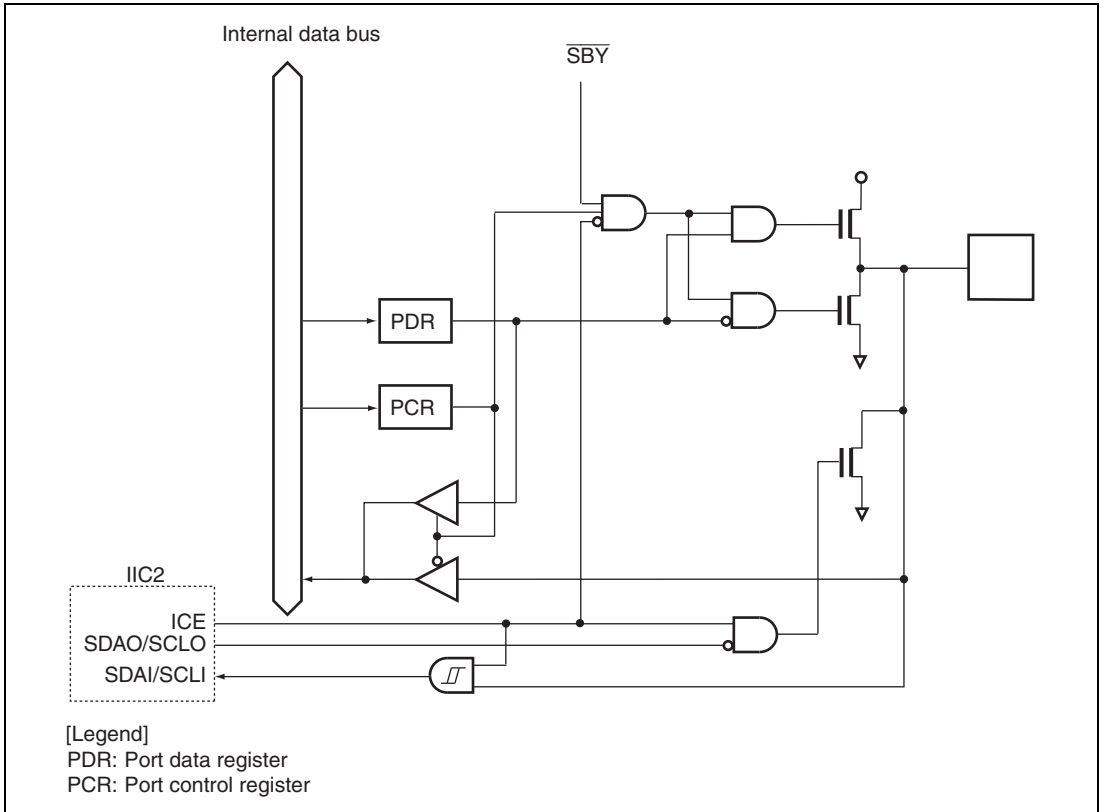 Internal data bus
SBY
PDR
PCR
IIC2
ICE
SDAO/SCLO
SDAI/SCLI
[Legend]
PDR: Port data register
PCR: Port control register